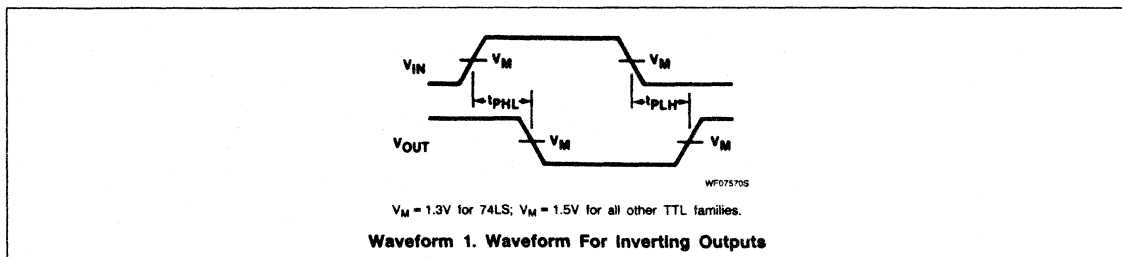 V_IN V_M V_M
t_PHL t_PLH
V_OUT V_M V_M
WF07570S
V_M = 1.3V for 74LS; V_M = 1.5V for all other TTL families.
Waveform 1. Waveform For Inverting Outputs